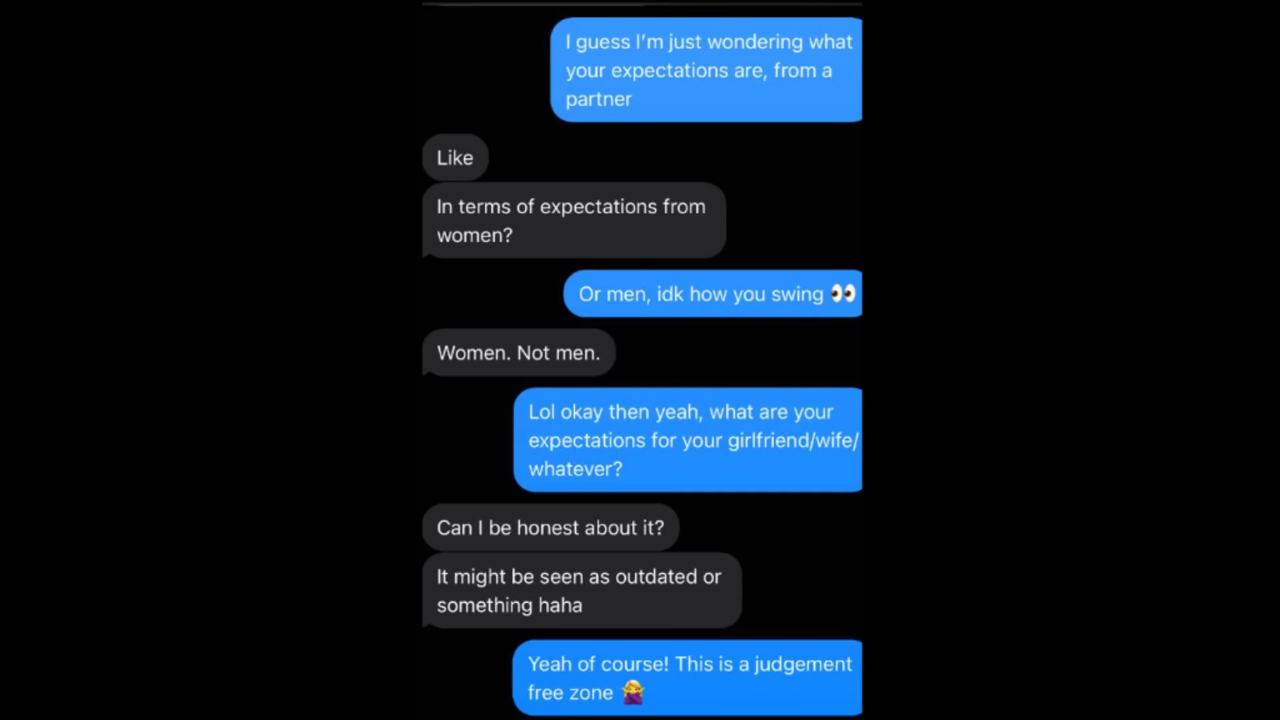 I guess I'm just wondering what
your expectations are, from a
partner
Like
In terms of expectations from
women?
Or men, idk how you swing 👀
Women. Not men.
Lol okay then yeah, what are your
expectations for your girlfriend/wife/
whatever?
Can I be honest about it?
It might be seen as outdated or
something haha
Yeah of course! This is a judgement
free zone 🙅‍♀️